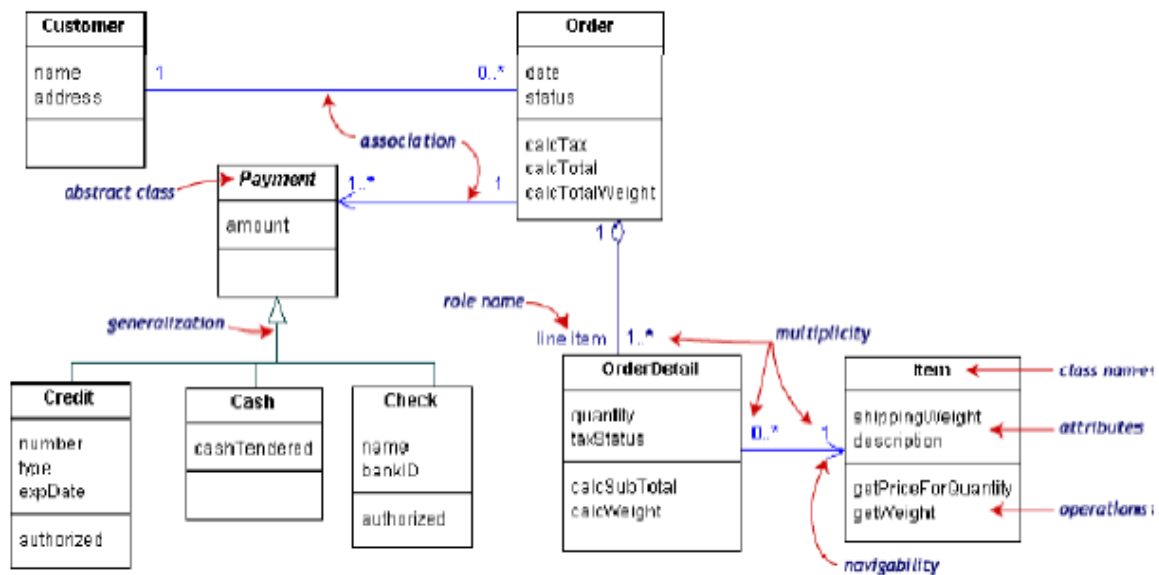 Customer
name
address
Order
date
status
calcTax
calcTotal
calcTotalWeight
1
0..*
association
abstract class
Payment
amount
1..*
1
1
generalization
role name
line item
1..*
multiplicity
Credit
number
type
expDate
authorized
Cash
cashTendered
Check
name
bankID
authorized
OrderDetail
quantity
taxStatus
calcSubTotal
calcWeight
0..*
1
Item
shippingWeight
description
getPriceForQuantity
getWeight
class name
attributes
operations
navigability